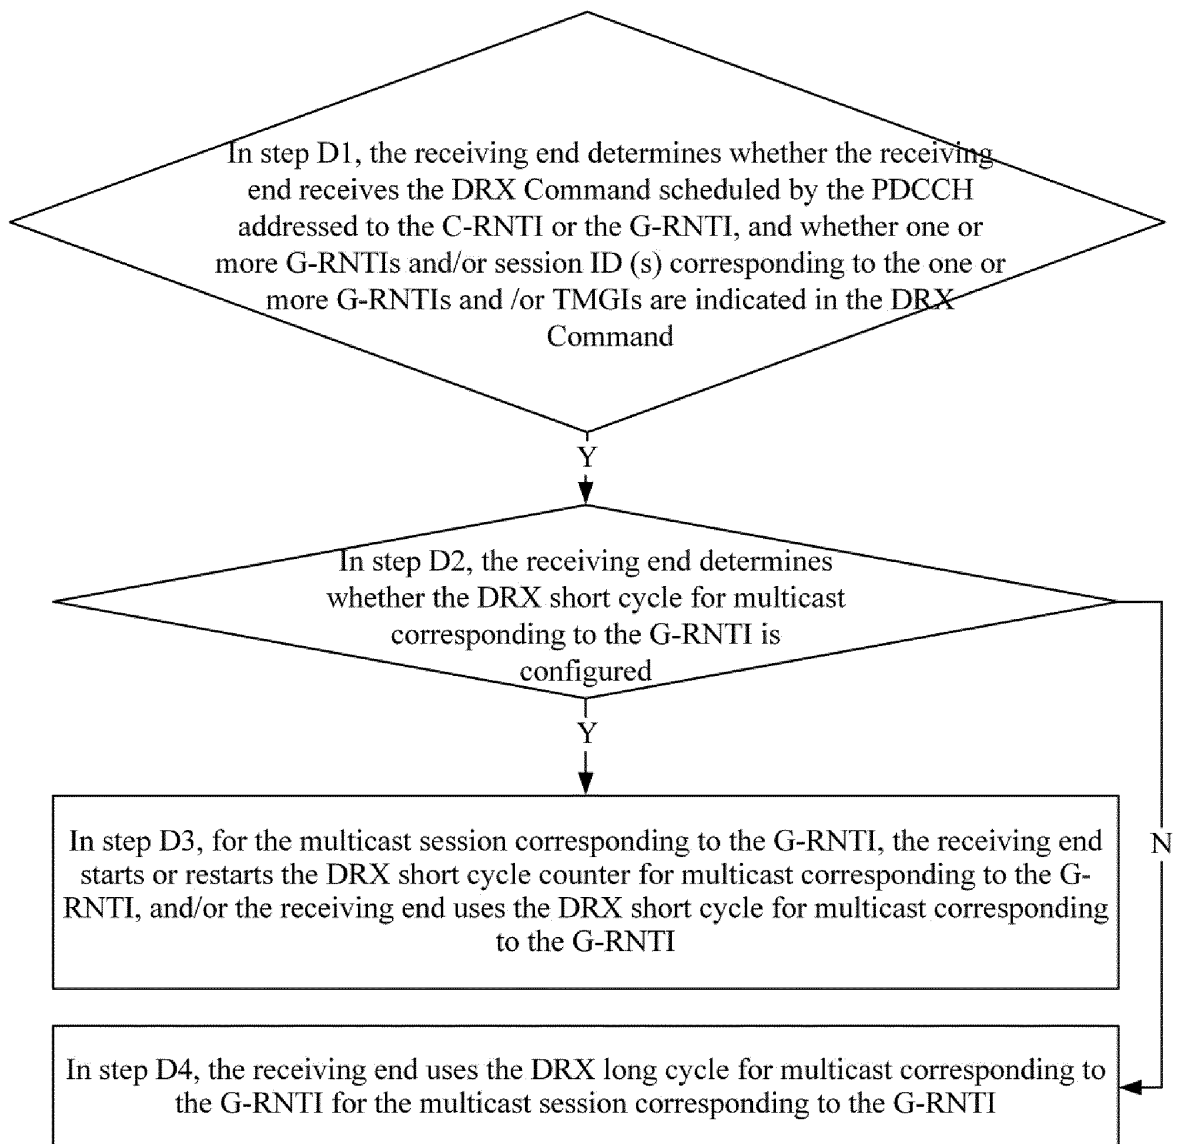 In step D1, the receiving end determines whether the receiving
end receives the DRX Command scheduled by the PDCCH
addressed to the C-RNTI or the G-RNTI, and whether one or
more G-RNTIs and/or session ID (s) corresponding to the one or
more G-RNTIs and /or TMGIs are indicated in the DRX
Command
Y
In step D2, the receiving end determines
whether the DRX short cycle for multicast
corresponding to the G-RNTI is
configured
Y
N
In step D3, for the multicast session corresponding to the G-RNTI, the receiving end
starts or restarts the DRX short cycle counter for multicast corresponding to the G-
RNTI, and/or the receiving end uses the DRX short cycle for multicast corresponding
to the G-RNTI
In step D4, the receiving end uses the DRX long cycle for multicast corresponding to
the G-RNTI for the multicast session corresponding to the G-RNTI